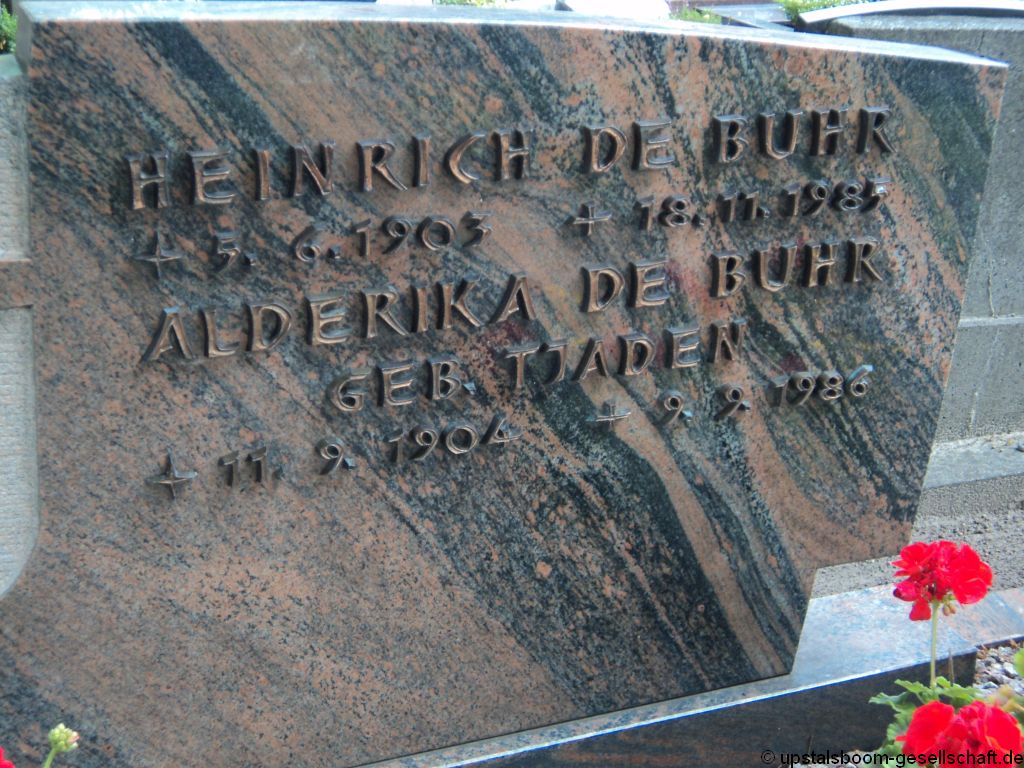 HEINRICH DE BUHR
5. 6. 1903 + 18. 11. 1985
ALDERIKA DE BUHR
GEB. TJADEN
11. 9. 1904 + 9. 9. 1986
© upstalsboom-gesellschaft.de